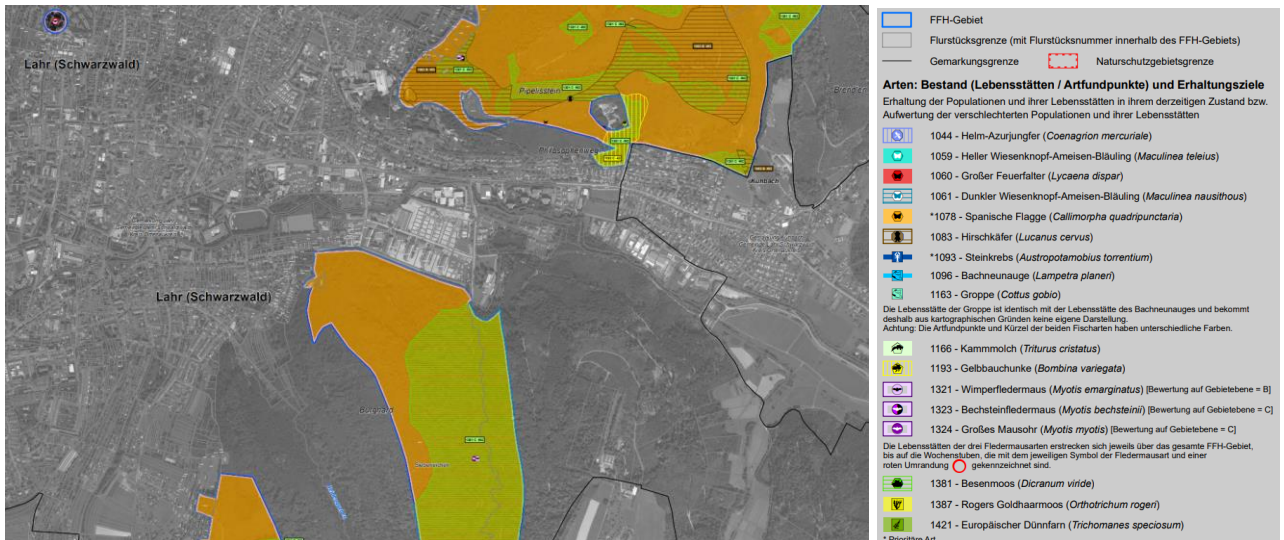 Lahr (Schwarzwald)
Pipelisstein
Lahr (Schwarzwald)
Burghard
FFH-Gebiet
Flurstücksgrenze (mit Flurstücksnummer innerhalb des FFH-Gebiets)
Gemarkungsgrenze Naturschutzgebietsgrenze
Arten: Bestand (Lebensstätten / Artfundpunkte) und Erhaltungsziele
Erhaltung der Populationen und ihrer Lebensstätten in ihrem derzeitigen Zustand bzw.
Aufwertung der verschlechterten Populationen und ihrer Lebensstätten
1044 - Helm-Azurjungfer (Coenagrion mercuriale)
1059 - Heller Wiesenknopf-Ameisen-Bläuling (Maculinea teleius)
1060 - Großer Feuerfalter (Lycaena dispar)
1061 - Dunkler Wiesenknopf-Ameisen-Bläuling (Maculinea nausithous)
*1078 - Spanische Flagge (Callimorpha quadripunctaria)
1083 - Hirschkäfer (Lucanus cervus)
*1093 - Steinkrebs (Austropotamobius torrentium)
1096 - Bachneunauge (Lampetra planeri)
1163 - Groppe (Cottus gobio)
Die Lebensstätte der Groppe ist identisch mit der Lebensstätte des Bachneunauges und bekommt
deshalb aus kartographischen Gründen keine eigene Darstellung.
Achtung: Die Artfundpunkte und Kürzel der beiden Fischarten haben unterschiedliche Farben.
1166 - Kammmolch (Triturus cristatus)
1193 - Gelbbauchunke (Bombina variegata)
1321 - Wimperfledermaus (Myotis emarginatus) [Bewertung auf Gebietebene = B]
1323 - Bechsteinfledermaus (Myotis bechsteinii) [Bewertung auf Gebietebene = C]
1324 - Großes Mausohr (Myotis myotis) [Bewertung auf Gebietebene = C]
Die Lebensstätten der drei Fledermausarten erstrecken sich jeweils über das gesamte FFH-Gebiet,
bis auf die Wochenstuben, die mit dem jeweiligen Symbol der Fledermausart und einer
roten Umrandung gekennzeichnet sind.
1381 - Besenmoos (Dicranum viride)
1387 - Rogers Goldhaarmoos (Orthotrichum rogeri)
1421 - Europäischer Dünnfarn (Trichomanes speciosum)
* Prioritäre Art